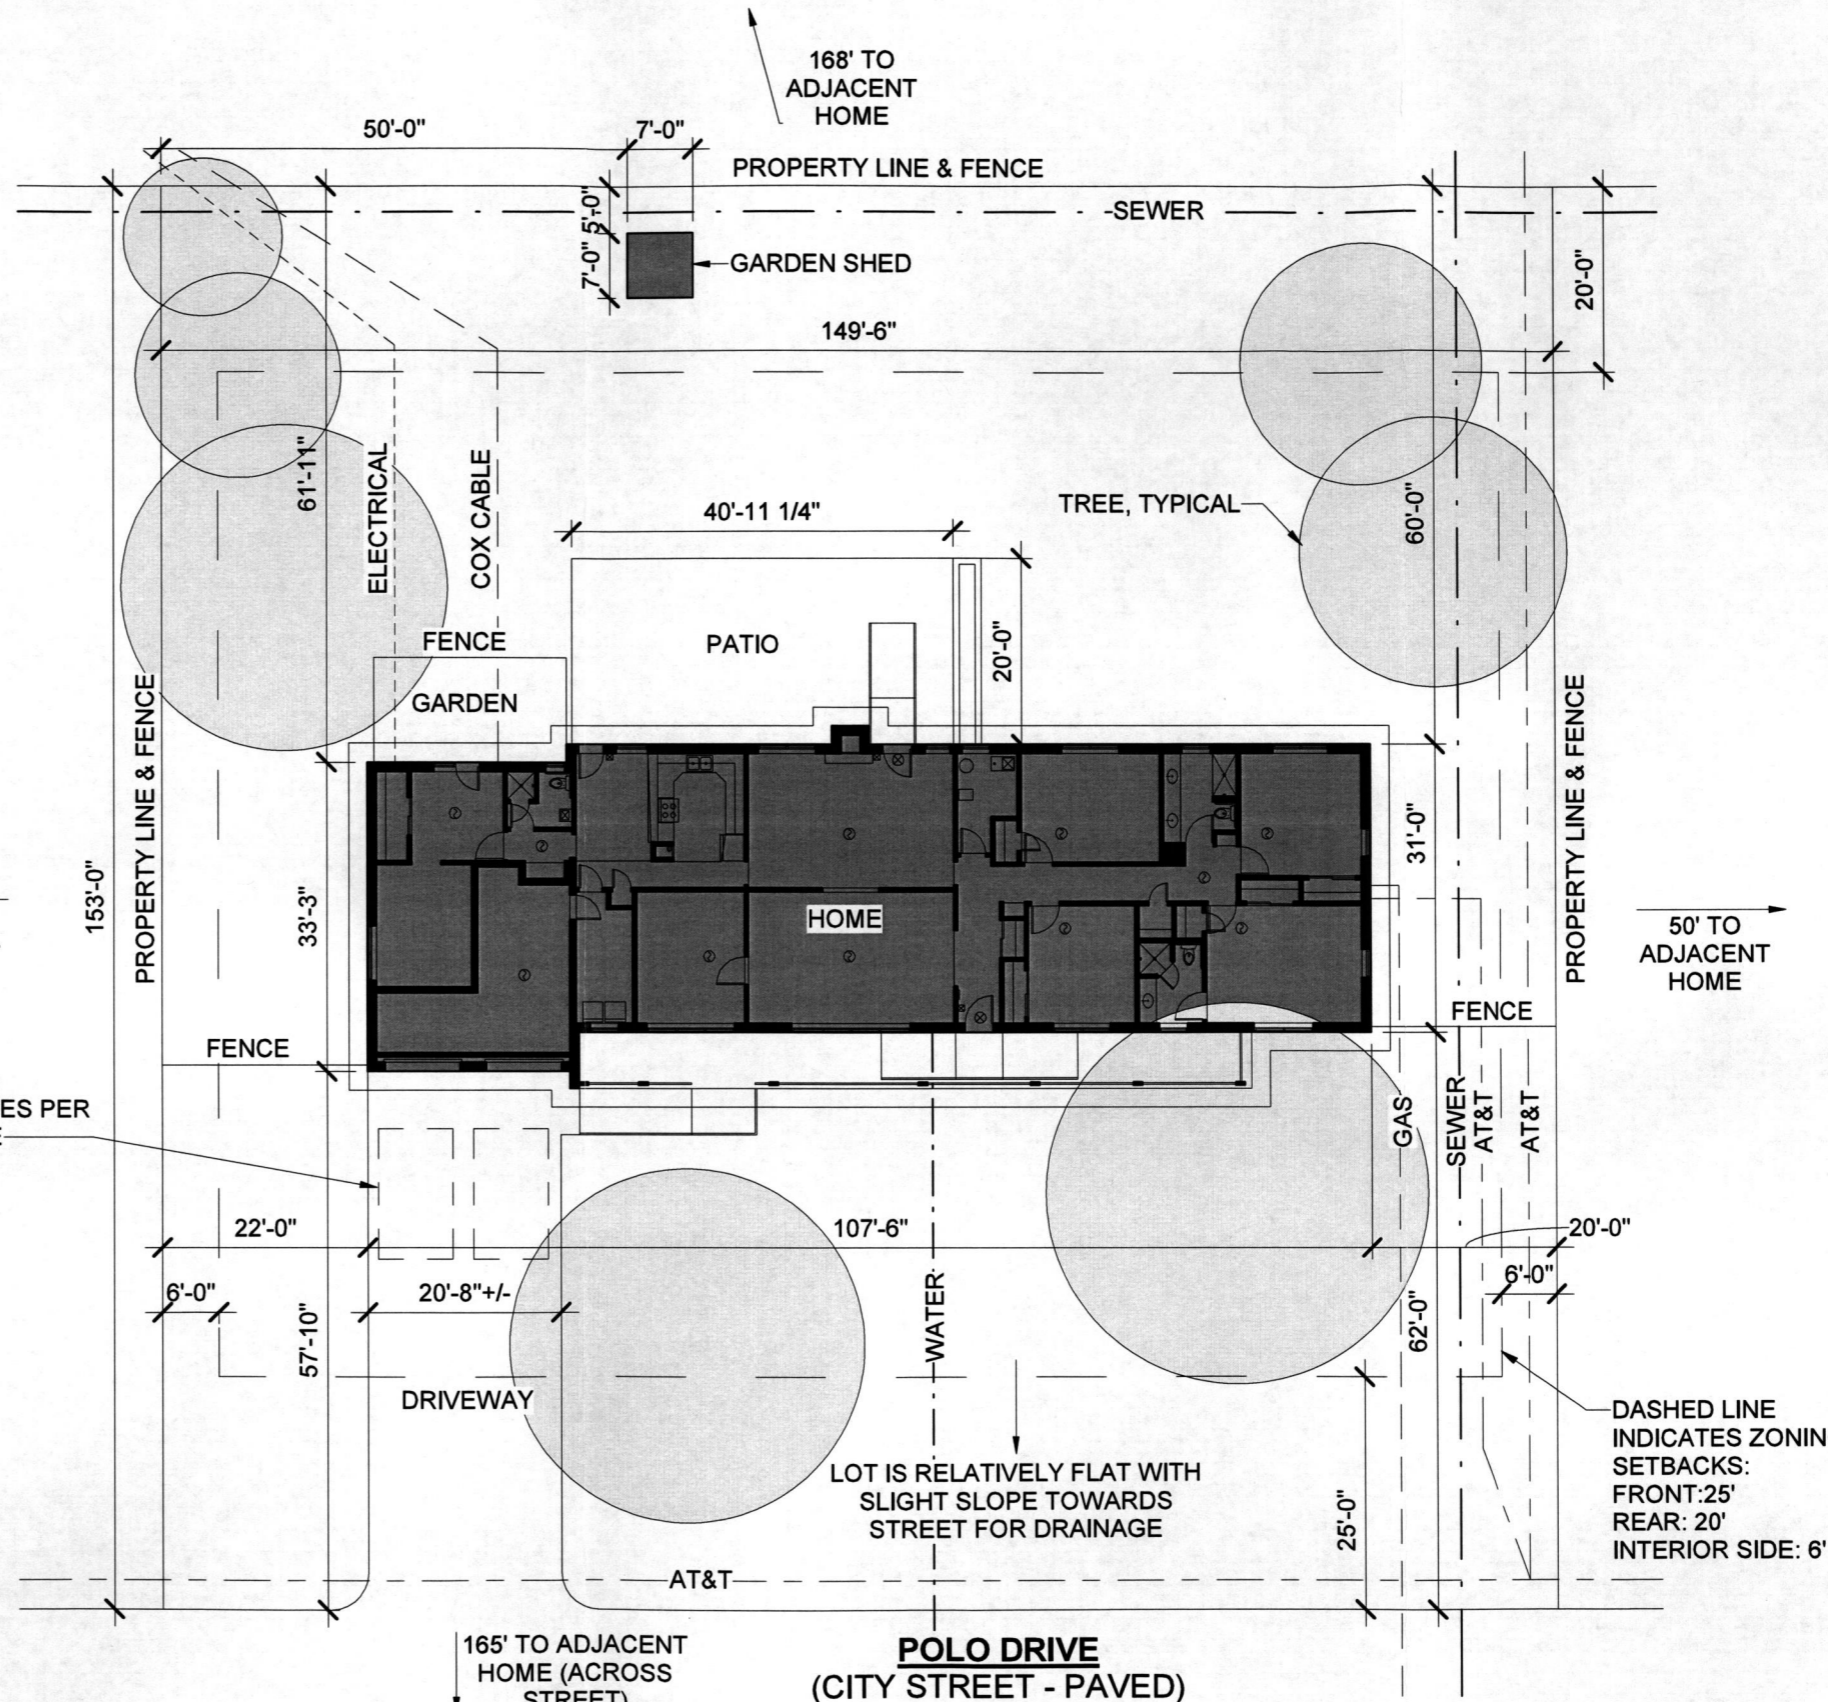 168' TO
ADJACENT
HOME
50'-0"
7'-0"
PROPERTY LINE & FENCE
SEWER
5'-0"
7'-0"
GARDEN SHED
20'-0"
149'-6"
61'-11"
ELECTRICAL
COX CABLE
40'-11 1/4"
TREE, TYPICAL
60'-0"
FENCE
PATIO
20'-0"
GARDEN
PROPERTY LINE & FENCE
PROPERTY LINE & FENCE
153'-0"
33'-3"
HOME
31'-0"
50' TO
ADJACENT
HOME
FENCE
FENCE
ES PER
GAS
SEWER
AT&T
AT&T
22'-0"
107'-6"
20'-0"
6'-0"
20'-8"+/-
6'-0"
57'-10"
WATER
62'-0"
DRIVEWAY
DASHED LINE
INDICATES ZONIN
SETBACKS:
FRONT:25'
REAR: 20'
INTERIOR SIDE: 6'
LOT IS RELATIVELY FLAT WITH
SLIGHT SLOPE TOWARDS
STREET FOR DRAINAGE
25'-0"
AT&T
165' TO ADJACENT
HOME (ACROSS
STREET)
POLO DRIVE
(CITY STREET - PAVED)